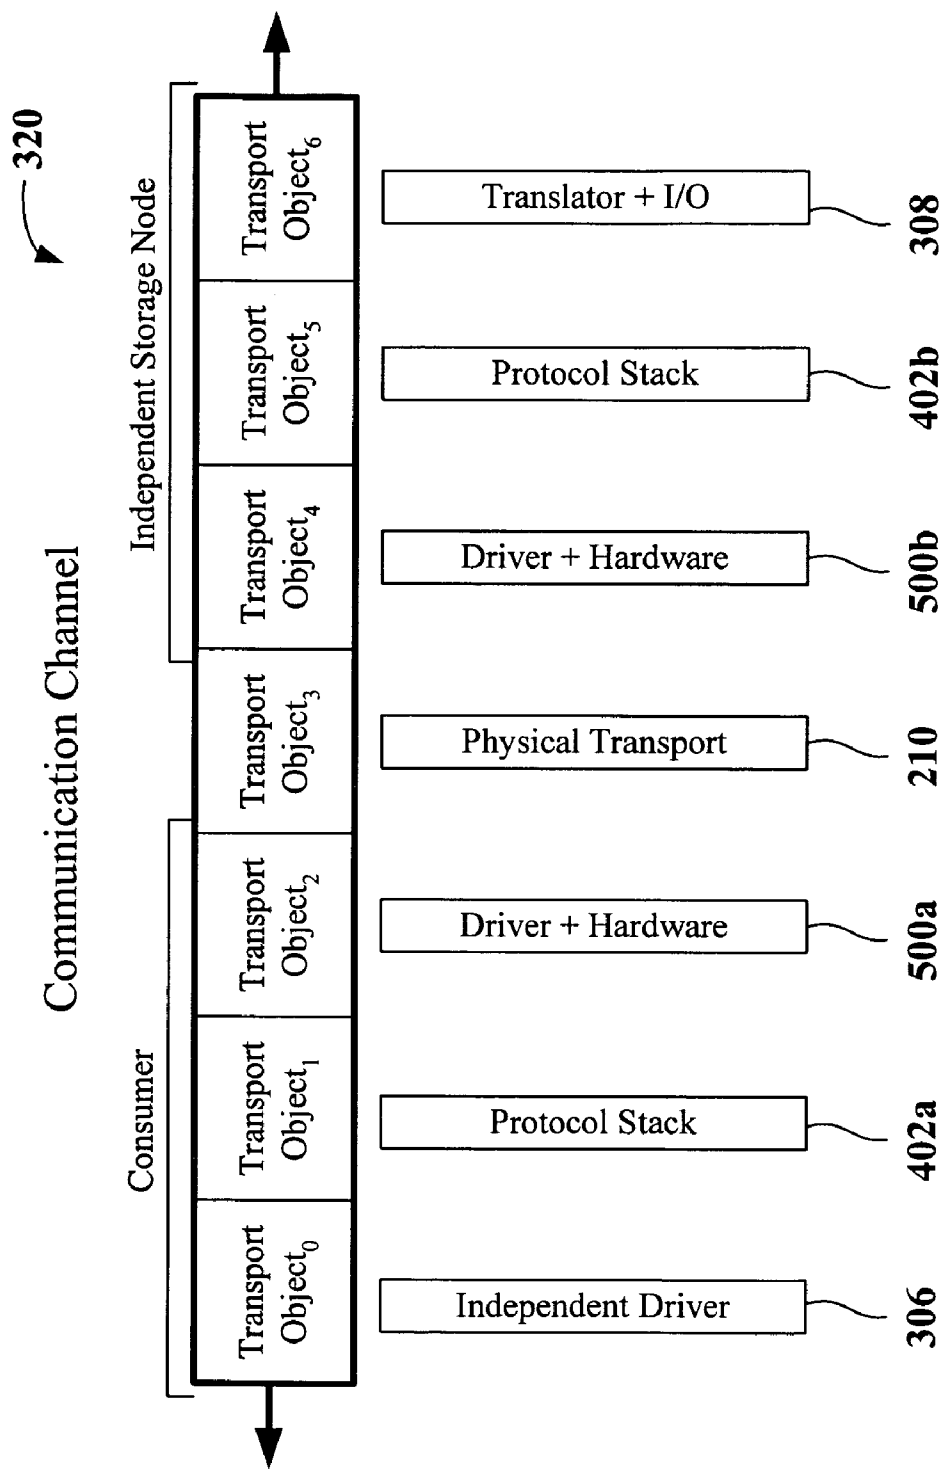 320
Communication Channel
Consumer
Independent Storage Node
Transport
Object0
Transport
Object1
Transport
Object2
Transport
Object3
Transport
Object4
Transport
Object5
Transport
Object6
Independent Driver
Protocol Stack
Driver + Hardware
Physical Transport
Driver + Hardware
Protocol Stack
Translator + I/O
306
402a
500a
210
500b
402b
308